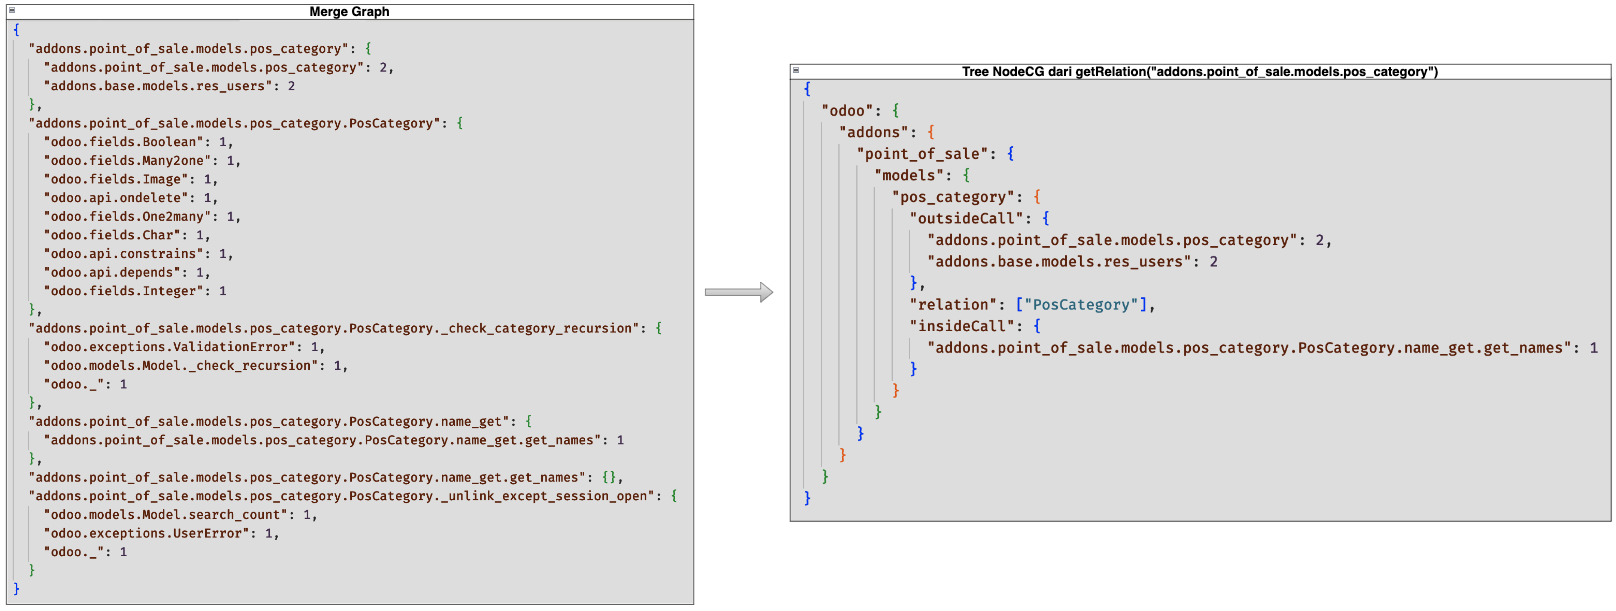 Merge Graph
{
"addons.point_of_sale.models.pos_category": {
"addons.point_of_sale.models.pos_category": 2,
"addons.base.models.res_users": 2
},
"addons.point_of_sale.models.pos_category.PosCategory": {
"odoo.fields.Boolean": 1,
"odoo.fields.Many2one": 1,
"odoo.fields.Image": 1,
"odoo.api.ondelete": 1,
"odoo.fields.One2many": 1,
"odoo.fields.Char": 1,
"odoo.api.constrains": 1,
"odoo.api.depends": 1,
"odoo.fields.Integer": 1
},
"addons.point_of_sale.models.pos_category.PosCategory._check_category_recursion": {
"odoo.exceptions.ValidationError": 1,
"odoo.models.Model._check_recursion": 1,
"odoo._": 1
},
"addons.point_of_sale.models.pos_category.PosCategory.name_get": {
"addons.point_of_sale.models.pos_category.PosCategory.name_get.get_names": 1
},
"addons.point_of_sale.models.pos_category.PosCategory.name_get.get_names": {},
"addons.point_of_sale.models.pos_category.PosCategory._unlink_except_session_open": {
"odoo.models.Model.search_count": 1,
"odoo.exceptions.UserError": 1,
"odoo._": 1
}
}
Tree NodeCG dari getRelation("addons.point_of_sale.models.pos_category")
{
"odoo": {
"addons": {
"point_of_sale": {
"models": {
"pos_category": {
"outsideCall": {
"addons.point_of_sale.models.pos_category": 2,
"addons.base.models.res_users": 2
},
"relation": ["PosCategory"],
"insideCall": {
"addons.point_of_sale.models.pos_category.PosCategory.name_get.get_names": 1
}
}
}
}
}
}
}